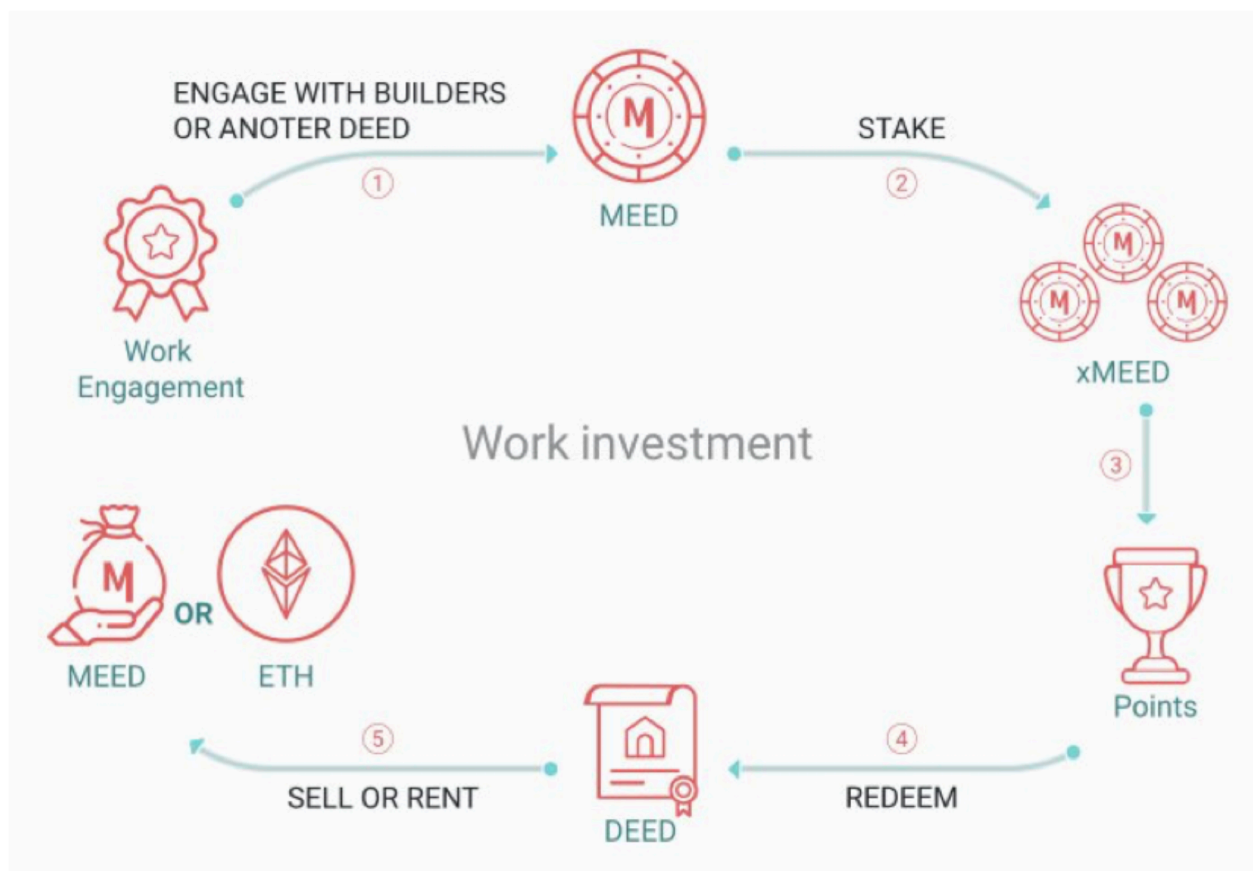 ENGAGE WITH BUILDERS
OR ANOTER DEED
①
M
MEED
STAKE
②
M
M
M
xMEED
Work
Engagement
Work investment
③
M
OR
MEED
ETH
Points
⑤
SELL OR RENT
DEED
④
REDEEM